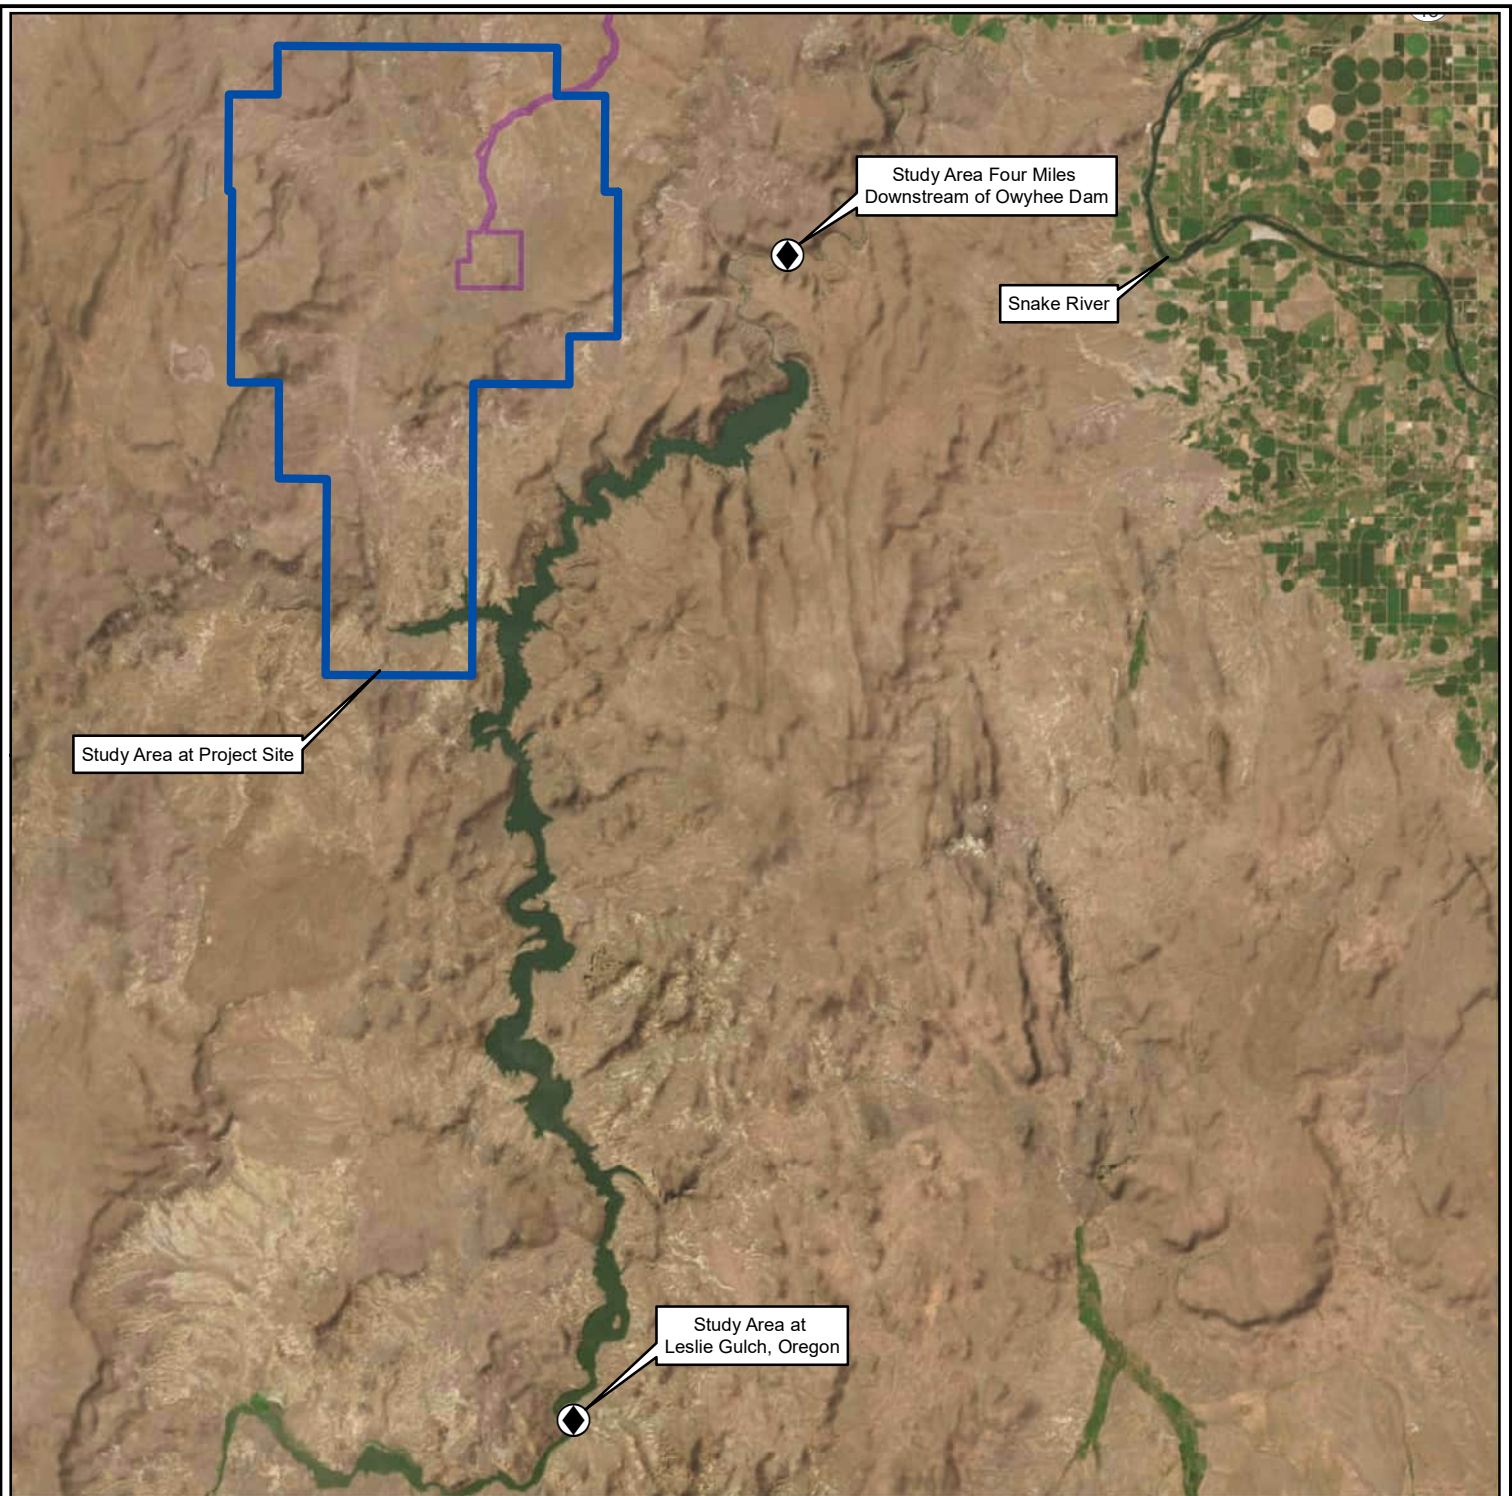 Study Area Four Miles
Downstream of Owyhee Dam
Snake River
Study Area at Project Site
Study Area at
Leslie Gulch, Oregon